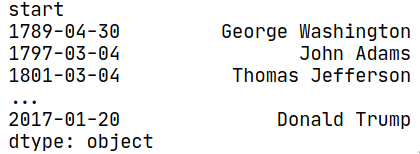 start
1789-04-30 George Washington
1797-03-04 John Adams
1801-03-04 Thomas Jefferson
...
2017-01-20 Donald Trump
dtype: object